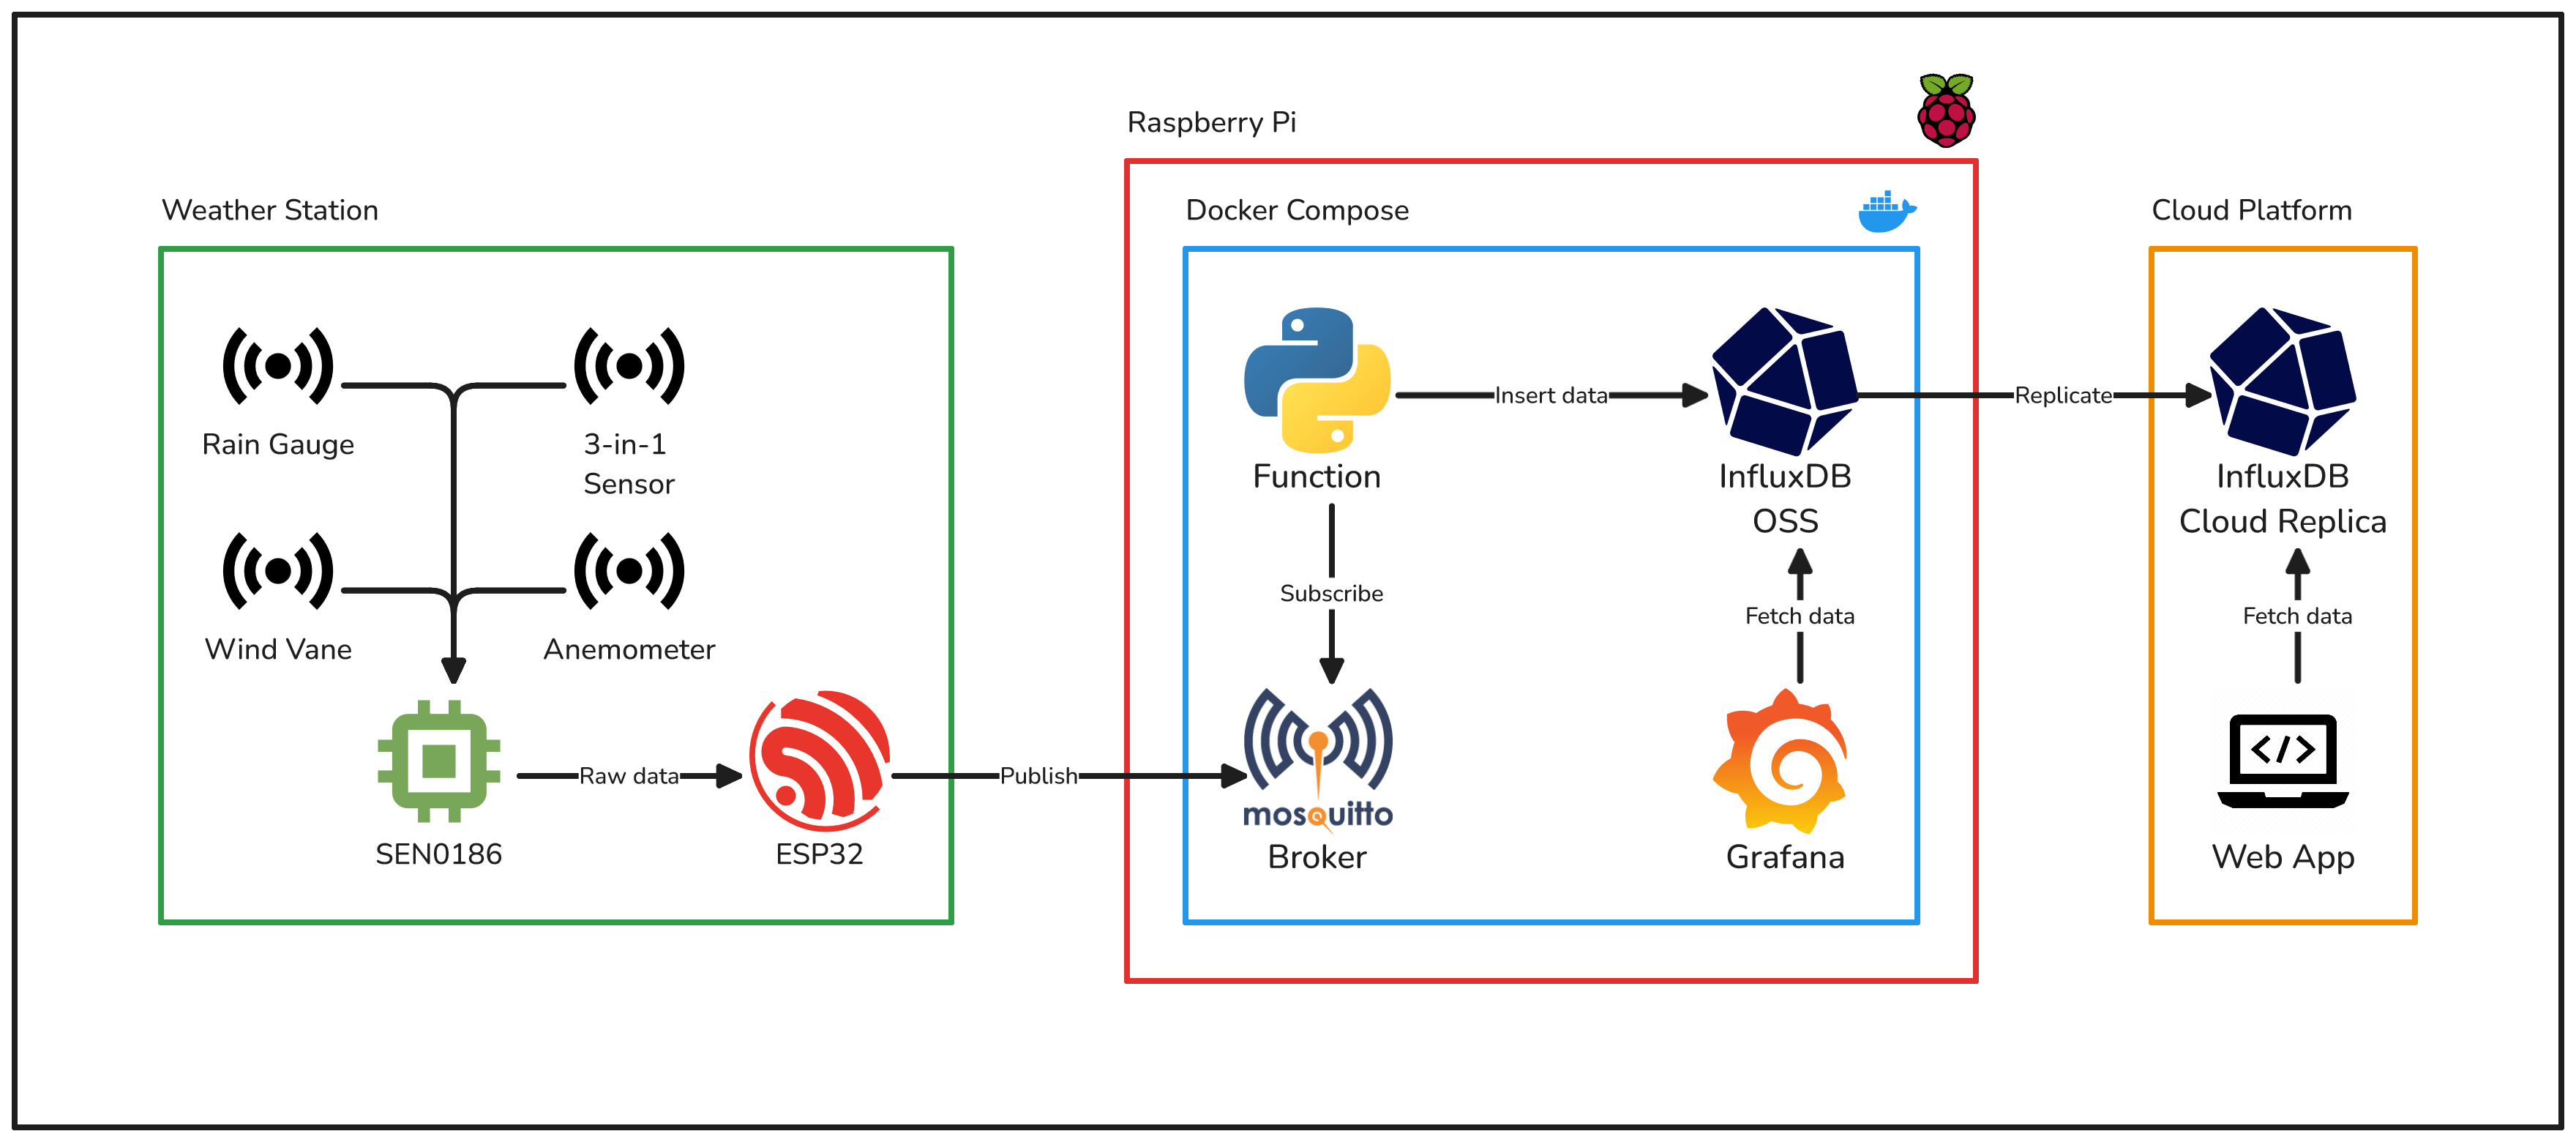 Raspberry Pi
Weather Station
Docker Compose
Cloud Platform
Rain Gauge
3-in-1
Sensor
Wind Vane
Anemometer
SEN0186
Raw data
ESP32
Publish
Function
Insert data
InfluxDB
OSS
Replicate
InfluxDB
Cloud Replica
Subscribe
Fetch data
Fetch data
mosquitto
Broker
Grafana
</>
Web App